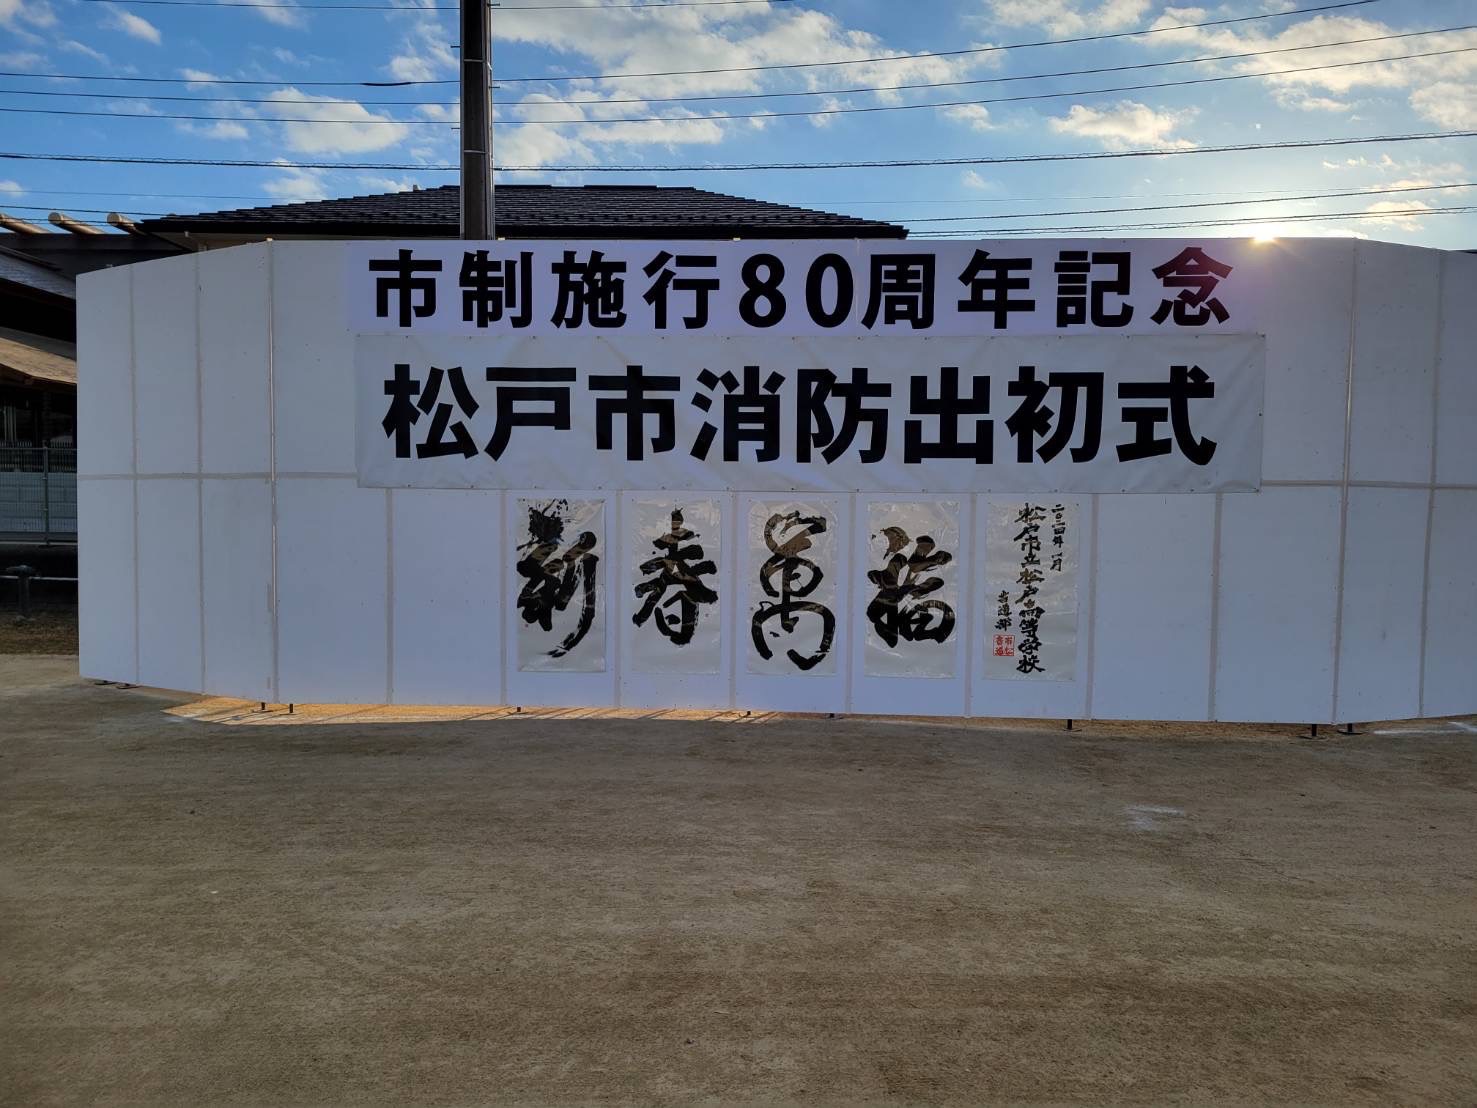 市制施行80周年記念
松戸市消防出初式
新春萬福
二〇二四年一月
松戸市立松戸高等学校
書道部